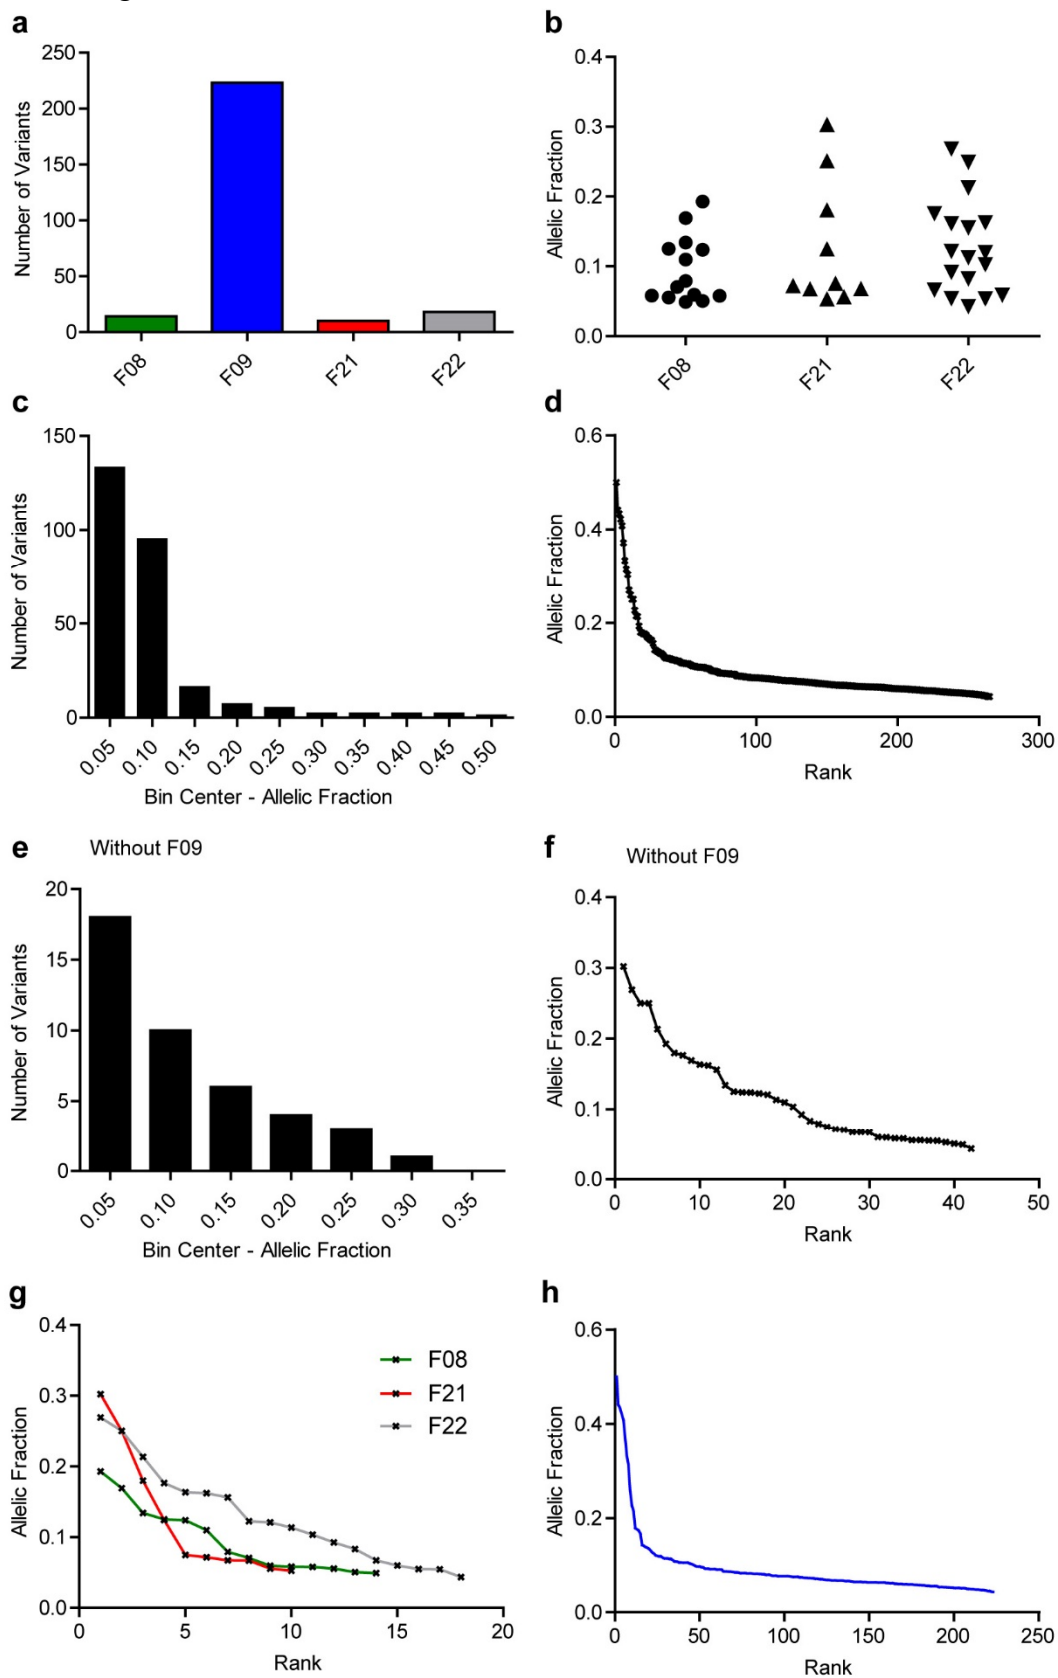 a
250
200
150
100
50
0
Number of Variants
F08
F09
F21
F22
b
0.4
0.3
0.2
0.1
0.0
Allelic Fraction
F08
F21
F22
c
150
100
50
0
Number of Variants
0.05
0.10
0.15
0.20
0.25
0.30
0.35
0.40
0.45
0.50
Bin Center - Allelic Fraction
d
0.6
0.4
0.2
0.0
Allelic Fraction
0
100
200
300
Rank
e
Without F09
20
15
10
5
0
Number of Variants
0.05
0.10
0.15
0.20
0.25
0.30
0.35
Bin Center - Allelic Fraction
f
Without F09
0.4
0.3
0.2
0.1
0.0
Allelic Fraction
0
10
20
30
40
50
Rank
g
0.4
0.3
0.2
0.1
0.0
Allelic Fraction
F08
F21
F22
0
5
10
15
20
Rank
h
0.6
0.4
0.2
0.0
Allelic Fraction
0
50
100
150
200
250
Rank